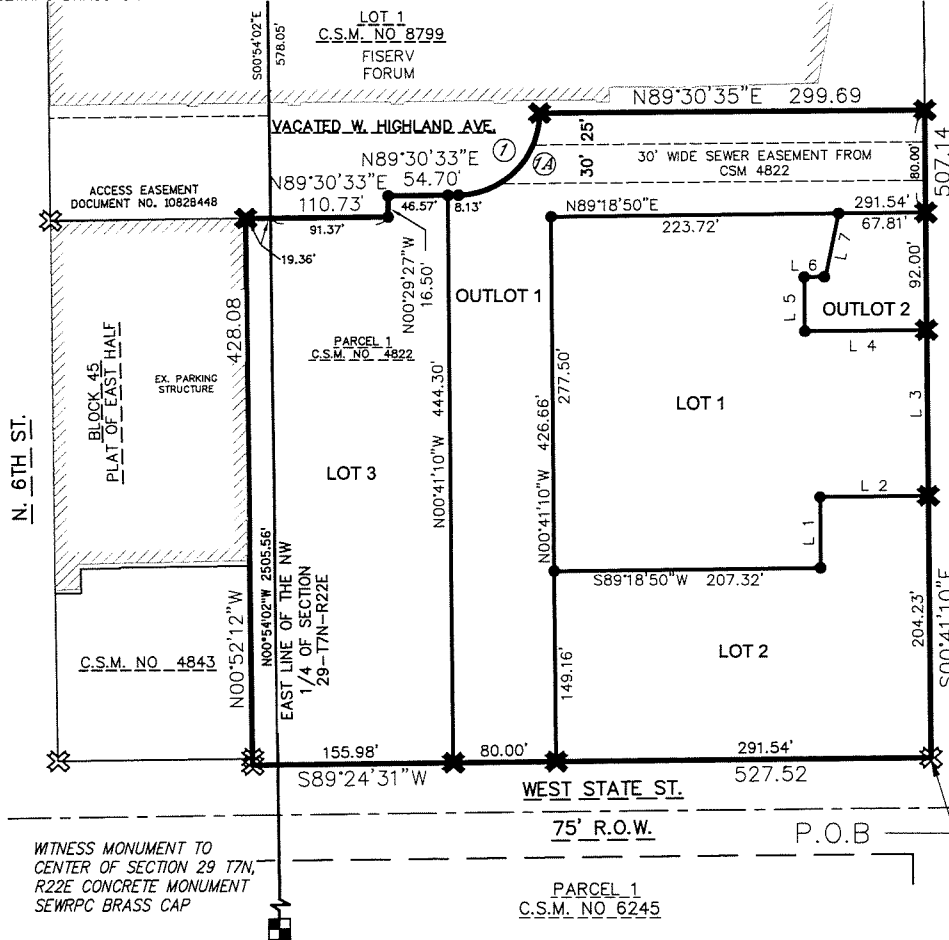 LOT 1
C.S.M. NO 8799
FISERV
FORUM
S00°54'02"E
578.05'
N89°30'35"E 299.69
VACATED W. HIGHLAND AVE.
N89°30'33"E
54.70'
N89°30'33"E
110.73'
46.57'
8.13'
91.37'
19.36'
1
1A
30'
25'
30' WIDE SEWER EASEMENT FROM
CSM 4822
80.00'
507.14
ACCESS EASEMENT
DOCUMENT NO. 10828448
N00°29'27"W
16.50'
N89°18'50"E
223.72'
291.54'
67.81'
92.00'
L 7
L 6
L 5
L 4
OUTLOT 2
OUTLOT 1
428.08
PARCEL 1
C.S.M. NO 4822
BLOCK 45
PLAT OF EAST HALF
EX. PARKING
STRUCTURE
N. 6TH ST.
LOT 3
N00°41'10"W 444.30'
N00°41'10"W 426.66'
277.50'
LOT 1
L 3
L 2
L 1
S89°18'50"W 207.32'
N00°52'12"W
N00°54'02"W 2505.56'
EAST LINE OF THE NW
1/4 OF SECTION
29-T7N-R22E
C.S.M. NO 4843
149.16'
LOT 2
204.23'
S00°41'10"E
155.98'
S89°24'31"W
80.00'
291.54'
527.52
WEST STATE ST.
75' R.O.W.
P.O.B
WITNESS MONUMENT TO
CENTER OF SECTION 29 T7N,
R22E CONCRETE MONUMENT
SEWRPC BRASS CAP
PARCEL 1
C.S.M. NO 6245